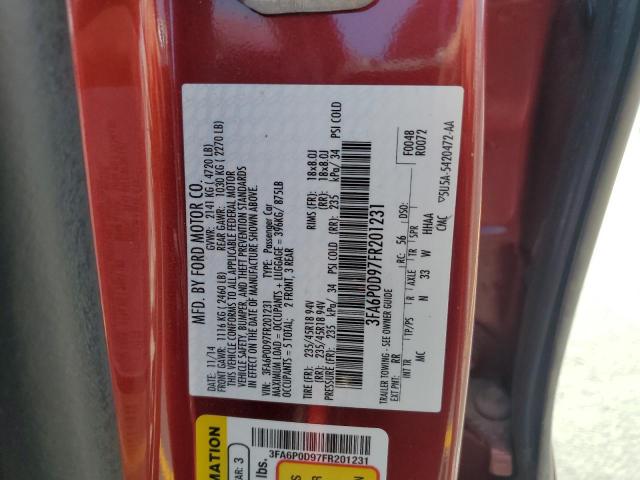 MFD. BY FORD MOTOR CO.
DATE: 11/14 GVWR: 2141 KG ( 4720 LB)
FRONT GAWR: 1116 KG ( 2460 LB) REAR GAWR: 1030 KG ( 2270 LB)
THIS VEHICLE CONFORMS TO ALL APPLICABLE FEDERAL MOTOR
VEHICLE SAFETY, BUMPER, AND THEFT PREVENTION STANDARDS
IN EFFECT ON THE DATE OF MANUFACTURE SHOWN ABOVE.
VIN: 3FA6P0D97FR201231 TYPE: Passenger Car
MAXIMUM LOAD = OCCUPANTS + LUGGAGE = 396KG/ 875LB
OCCUPANTS = 5 TOTAL; 2 FRONT, 3 REAR
TIRE (FR): 235/45R18 94V RIMS (FR): 18x8.0J
(RR): 235/45R18 94V (RR): 18x8.0J
PRESSURE (FR): 235 kPa/ 34 PSI COLD (RR): 235 kPa/ 34 PSI COLD
3FA6P0D97FR201231
TRAILER TOWING - SEE OWNER GUIDE
F0048
R0072
EXT PNT: RR RC: 56 DSO:
INT TR TP/PS R AXLE TR SPR
MC N 33 W HHAA
CMC ▽5U5A-5420472-AA
3FA6P0D97FR201231
MATION
AR: 3
lbs.